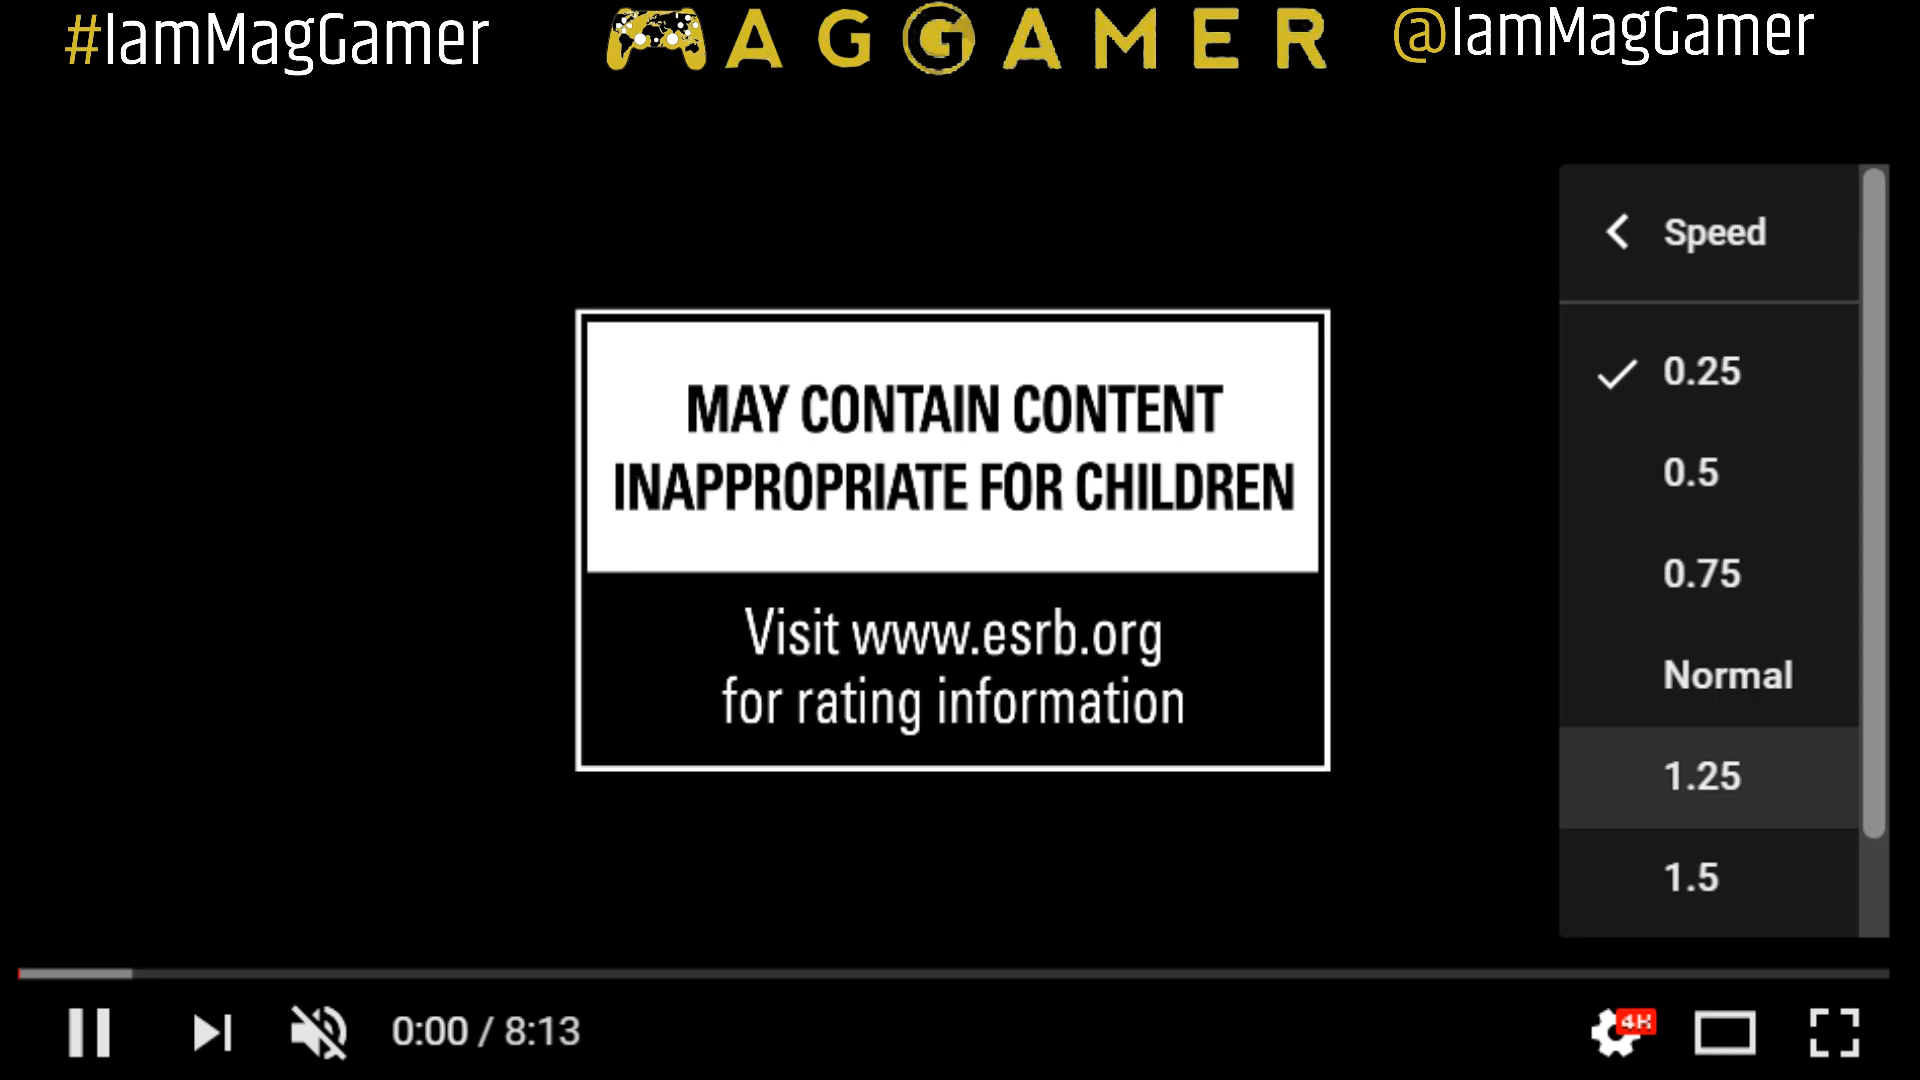 #IamMagGamer
MAGGAMER
@IamMagGamer
Speed
0.25
0.5
0.75
Normal
1.25
1.5
MAY CONTAIN CONTENT
INAPPROPRIATE FOR CHILDREN
Visit www.esrb.org
for rating information
0:00 / 8:13
4K